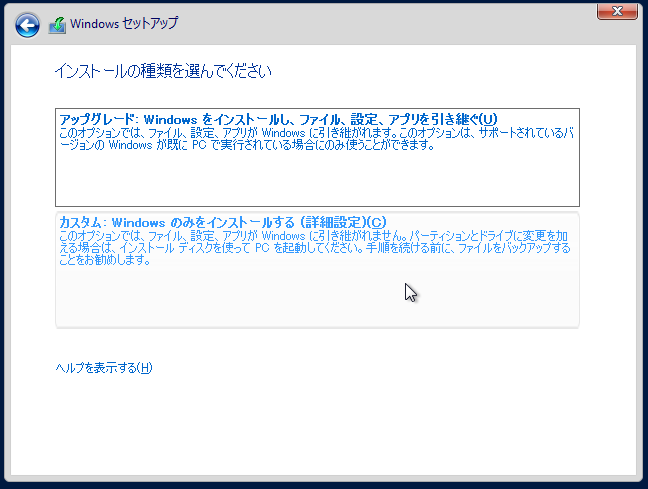 Windows セットアップ
インストールの種類を選んでください
アップグレード: Windows をインストールし、ファイル、設定、アプリを引き継ぐ(U)
このオプションでは、ファイル、設定、アプリが Windows に引き継がれます。このオプションは、サポートされているバ
ージョンの Windows が既に PC で実行されている場合にのみ使うことができます。
カスタム: Windows のみをインストールする (詳細設定)(C)
このオプションでは、ファイル、設定、アプリが Windows に引き継がれません。パーティションとドライブに変更を加
える場合は、インストール ディスクを使って PC を起動してください。手順を続ける前に、ファイルをバックアップする
ことをお勧めします。
ヘルプを表示する(H)